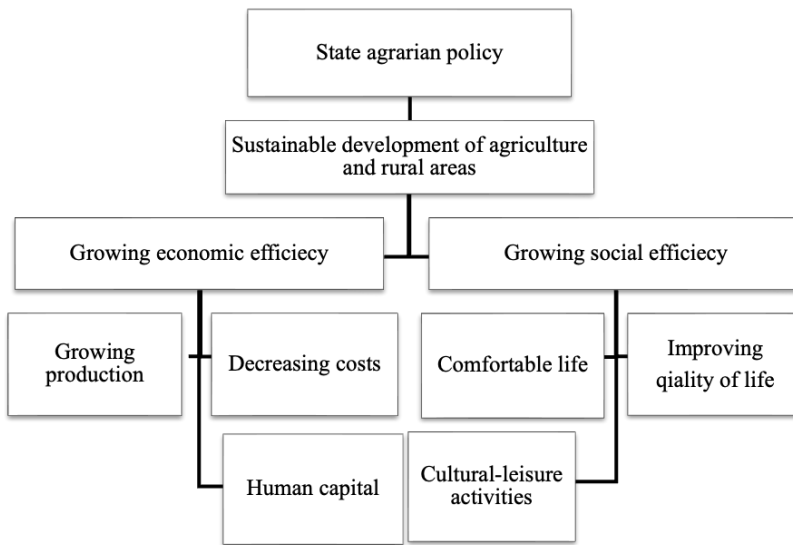 State agrarian policy
Sustainable development of agriculture
and rural areas
Growing economic efficiecy
Growing social efficiecy
Growing
production
Decreasing costs
Comfortable life
Improving
qiality of life
Human capital
Cultural-leisure
activities